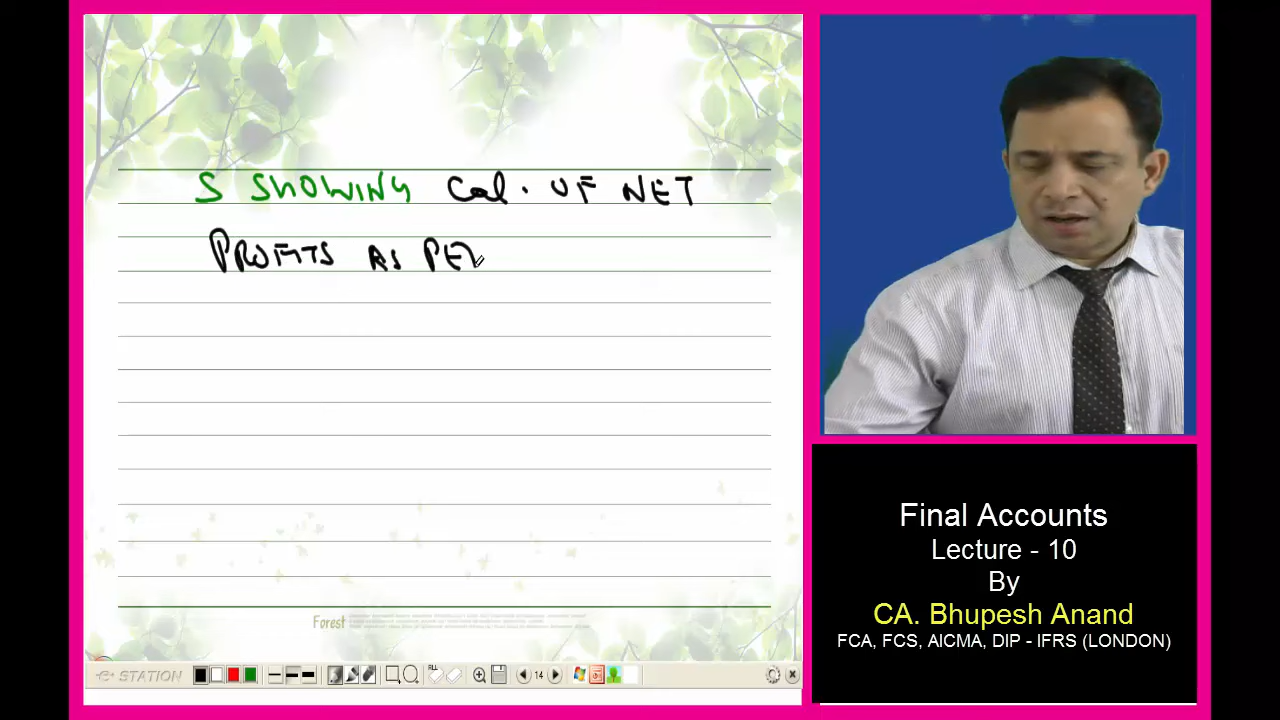 S SHOWING Cal. OF NET
PROFITS AS PER
Forest
STATION
14
Final Accounts
Lecture - 10
By
CA. Bhupesh Anand
FCA, FCS, AICMA, DIP - IFRS (LONDON)